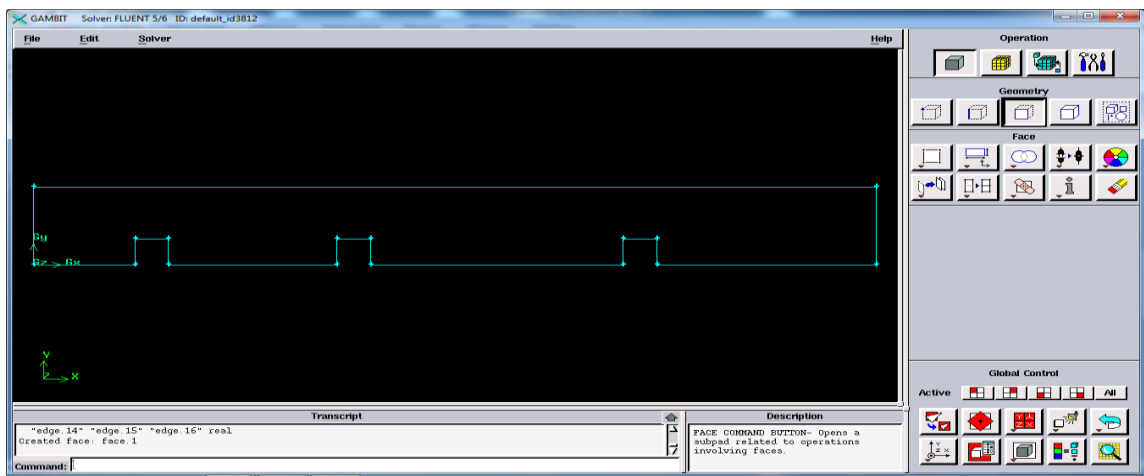 GAMBIT Solver: FLUENT 5/6 ID: default_id3812
File Edit Solver Help
Operation
Geometry
Face
Gy
Gz Gx
Y
Z X
Global Control
Active All
Transcript
"edge.14" "edge.15" "edge.16" real
Created face: face.1
Command:
Description
FACE COMMAND BUTTON- Opens a
subpad related to operations
involving faces.